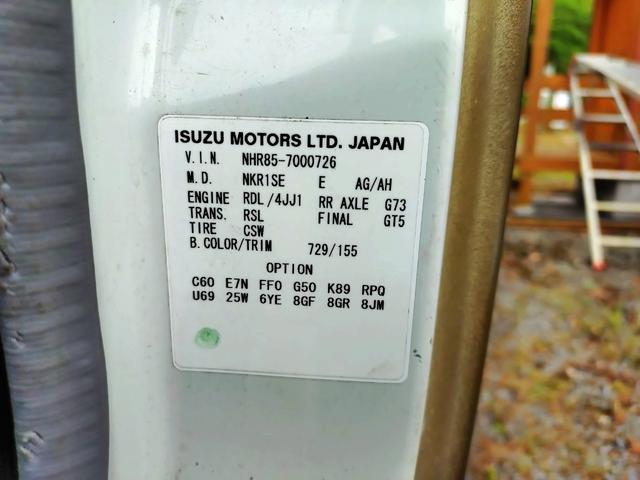 ISUZU MOTORS LTD. JAPAN
V.I.N. NHR85-7000726
M.D. NKR1SE E AG/AH
ENGINE RDL/4JJ1 RR AXLE G73
TRANS. RSL FINAL GT5
TIRE CSW
B.COLOR/TRIM 729/155
OPTION
C60 E7N FF0 G50 K89 RPQ
U69 25W 6YE 8GF 8GR 8JM